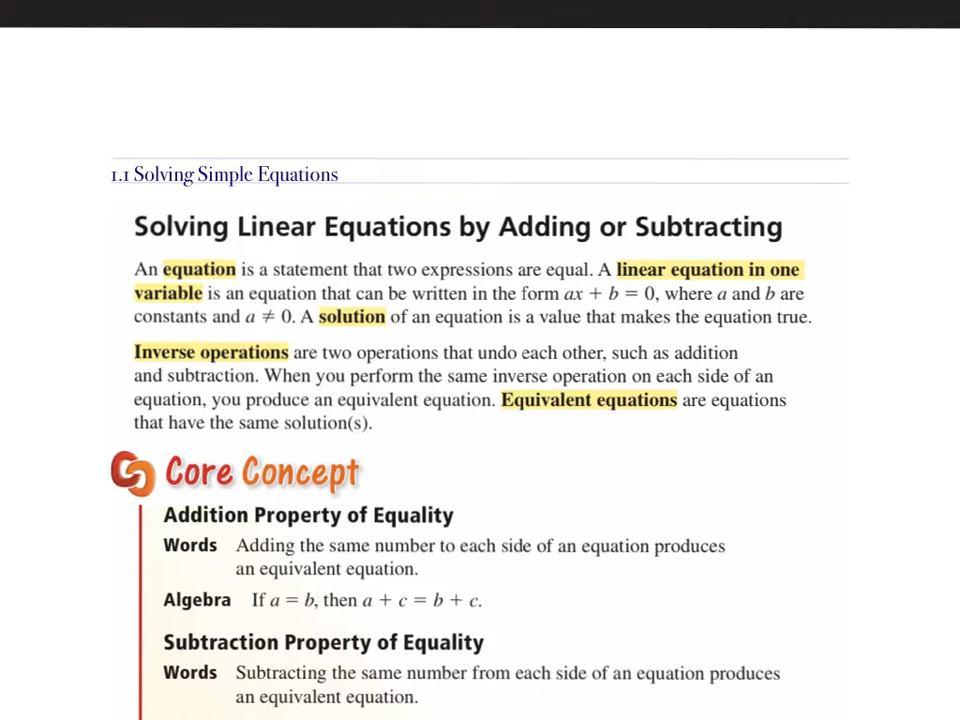 1.1 Solving Simple Equations
Solving Linear Equations by Adding or Subtracting
An equation is a statement that two expressions are equal. A linear equation in one
variable is an equation that can be written in the form ax + b = 0, where a and b are
constants and a ≠ 0. A solution of an equation is a value that makes the equation true.
Inverse operations are two operations that undo each other, such as addition
and subtraction. When you perform the same inverse operation on each side of an
equation, you produce an equivalent equation. Equivalent equations are equations
that have the same solution(s).
Core Concept
Addition Property of Equality
Words Adding the same number to each side of an equation produces
an equivalent equation.
Algebra If a = b, then a + c = b + c.
Subtraction Property of Equality
Words Subtracting the same number from each side of an equation produces
an equivalent equation.